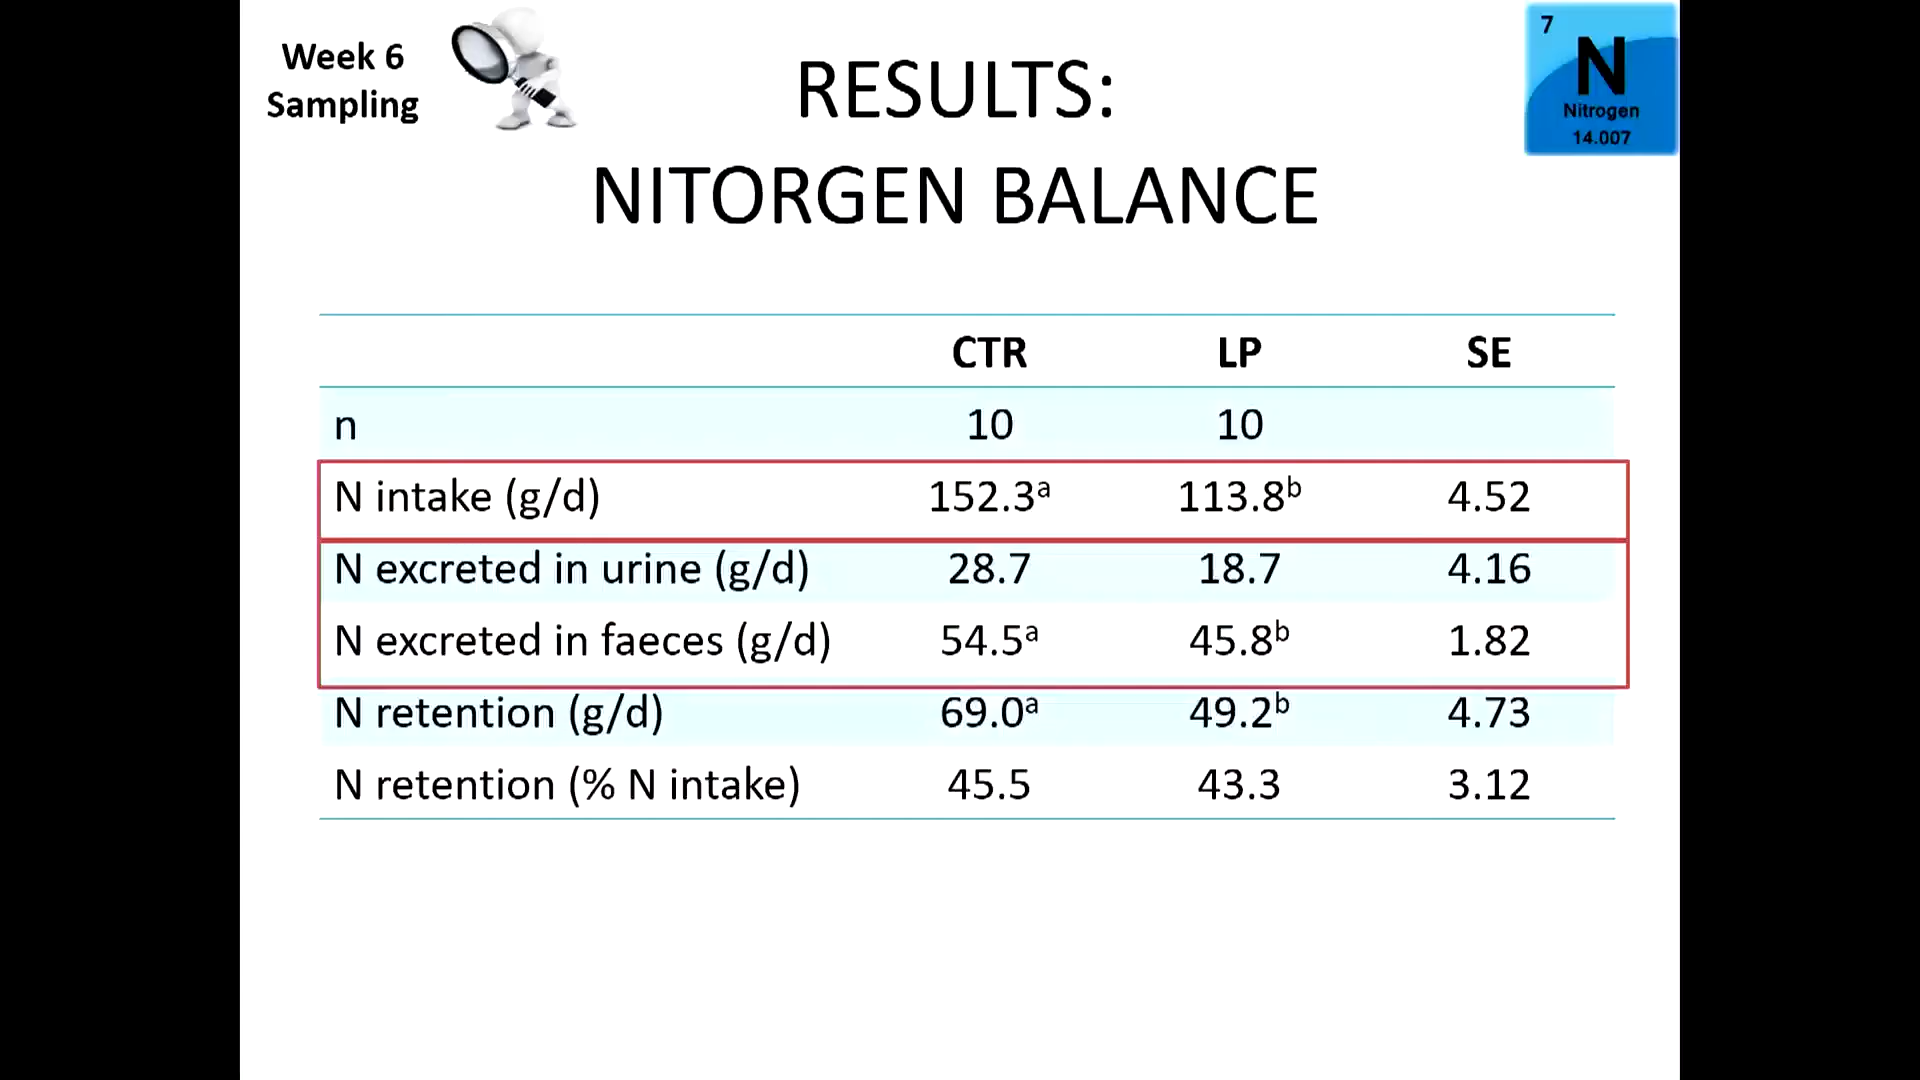 Week 6
Sampling
RESULTS:
NITORGEN BALANCE
7
N
Nitrogen
14.007
CTR LP SE
n 10 10
N intake (g/d) 152.3ᵃ 113.8ᵇ 4.52
N excreted in urine (g/d) 28.7 18.7 4.16
N excreted in faeces (g/d) 54.5ᵃ 45.8ᵇ 1.82
N retention (g/d) 69.0ᵃ 49.2ᵇ 4.73
N retention (% N intake) 45.5 43.3 3.12